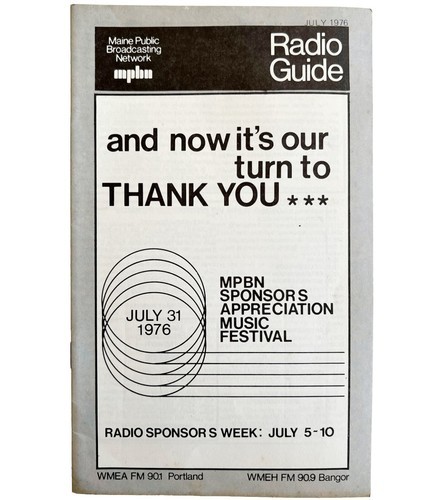 JULY 1976
Maine Public
Broadcasting
Network
mpbn
Radio
Guide
and now it's our
turn to
THANK YOU ***
JULY 31
1976
MPBN
SPONSORS
APPRECIATION
MUSIC
FESTIVAL
RADIO SPONSORS WEEK: JULY 5-10
WMEA FM 90.1 Portland
WMEH FM 90.9 Bangor